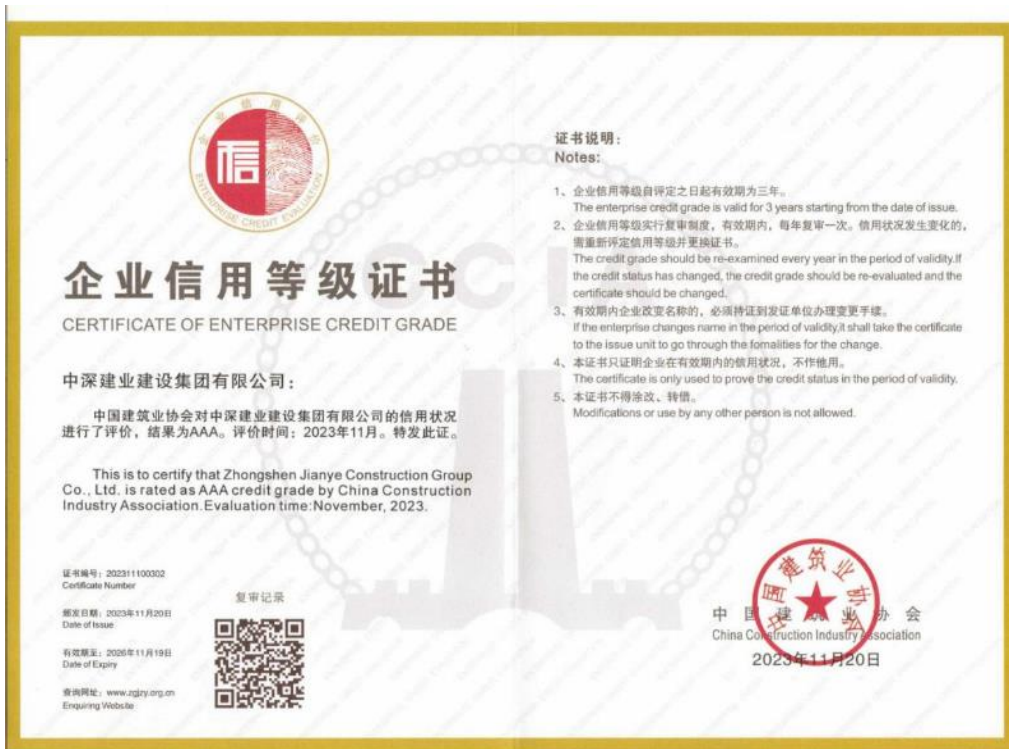 企业信用评价
信
ENTERPRISE CREDIT EVALUATION
企业信用等级证书
CERTIFICATE OF ENTERPRISE CREDIT GRADE
中深建业建设集团有限公司：
中国建筑业协会对中深建业建设集团有限公司的信用状况
进行了评价，结果为AAA。评价时间：2023年11月。特发此证。
This is to certify that Zhongshen Jianye Construction Group
Co., Ltd. is rated as AAA credit grade by China Construction
Industry Association.Evaluation time:November, 2023.
证书编号：202311100302
Certificate Number
颁发日期：2023年11月20日
Date of Issue
有效期至：2026年11月19日
Date of Expiry
查询网址：www.zgjzy.org.cn
Enquiring Website
复审记录
证书说明：
Notes:
1、企业信用等级自评定之日起有效期为三年。
The enterprise credit grade is valid for 3 years starting from the date of issue.
2、企业信用等级实行复审制度，有效期内，每年复审一次。信用状况发生变化的，
需重新评定信用等级并更换证书。
The credit grade should be re-examined every year in the period of validity.If
the credit status has changed, the credit grade should be re-evaluated and the
certificate should be changed.
3、有效期内企业改变名称的，必须持证到发证单位办理变更手续。
If the enterprise changes name in the period of validity,it shall take the certificate
to the issue unit to go through the fomalities for the change.
4、本证书只证明企业在有效期内的信用状况，不作他用。
The certificate is only used to prove the credit status in the period of validity.
5、本证书不得涂改、转借。
Modifications or use by any other person is not allowed.
中国建筑业协会
中国建筑业协会
China Construction Industry Association
2023年11月20日